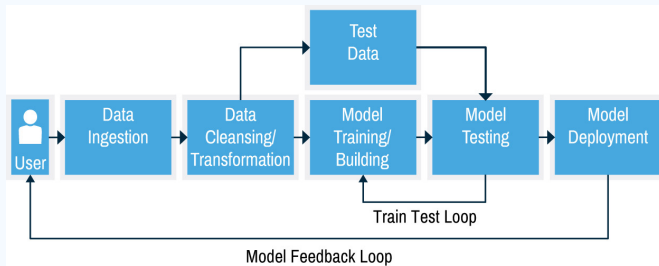 Test
Data
User
Data
Ingestion
Data
Cleansing/
Transformation
Model
Training/
Building
Model
Testing
Model
Deployment
Train Test Loop
Model Feedback Loop